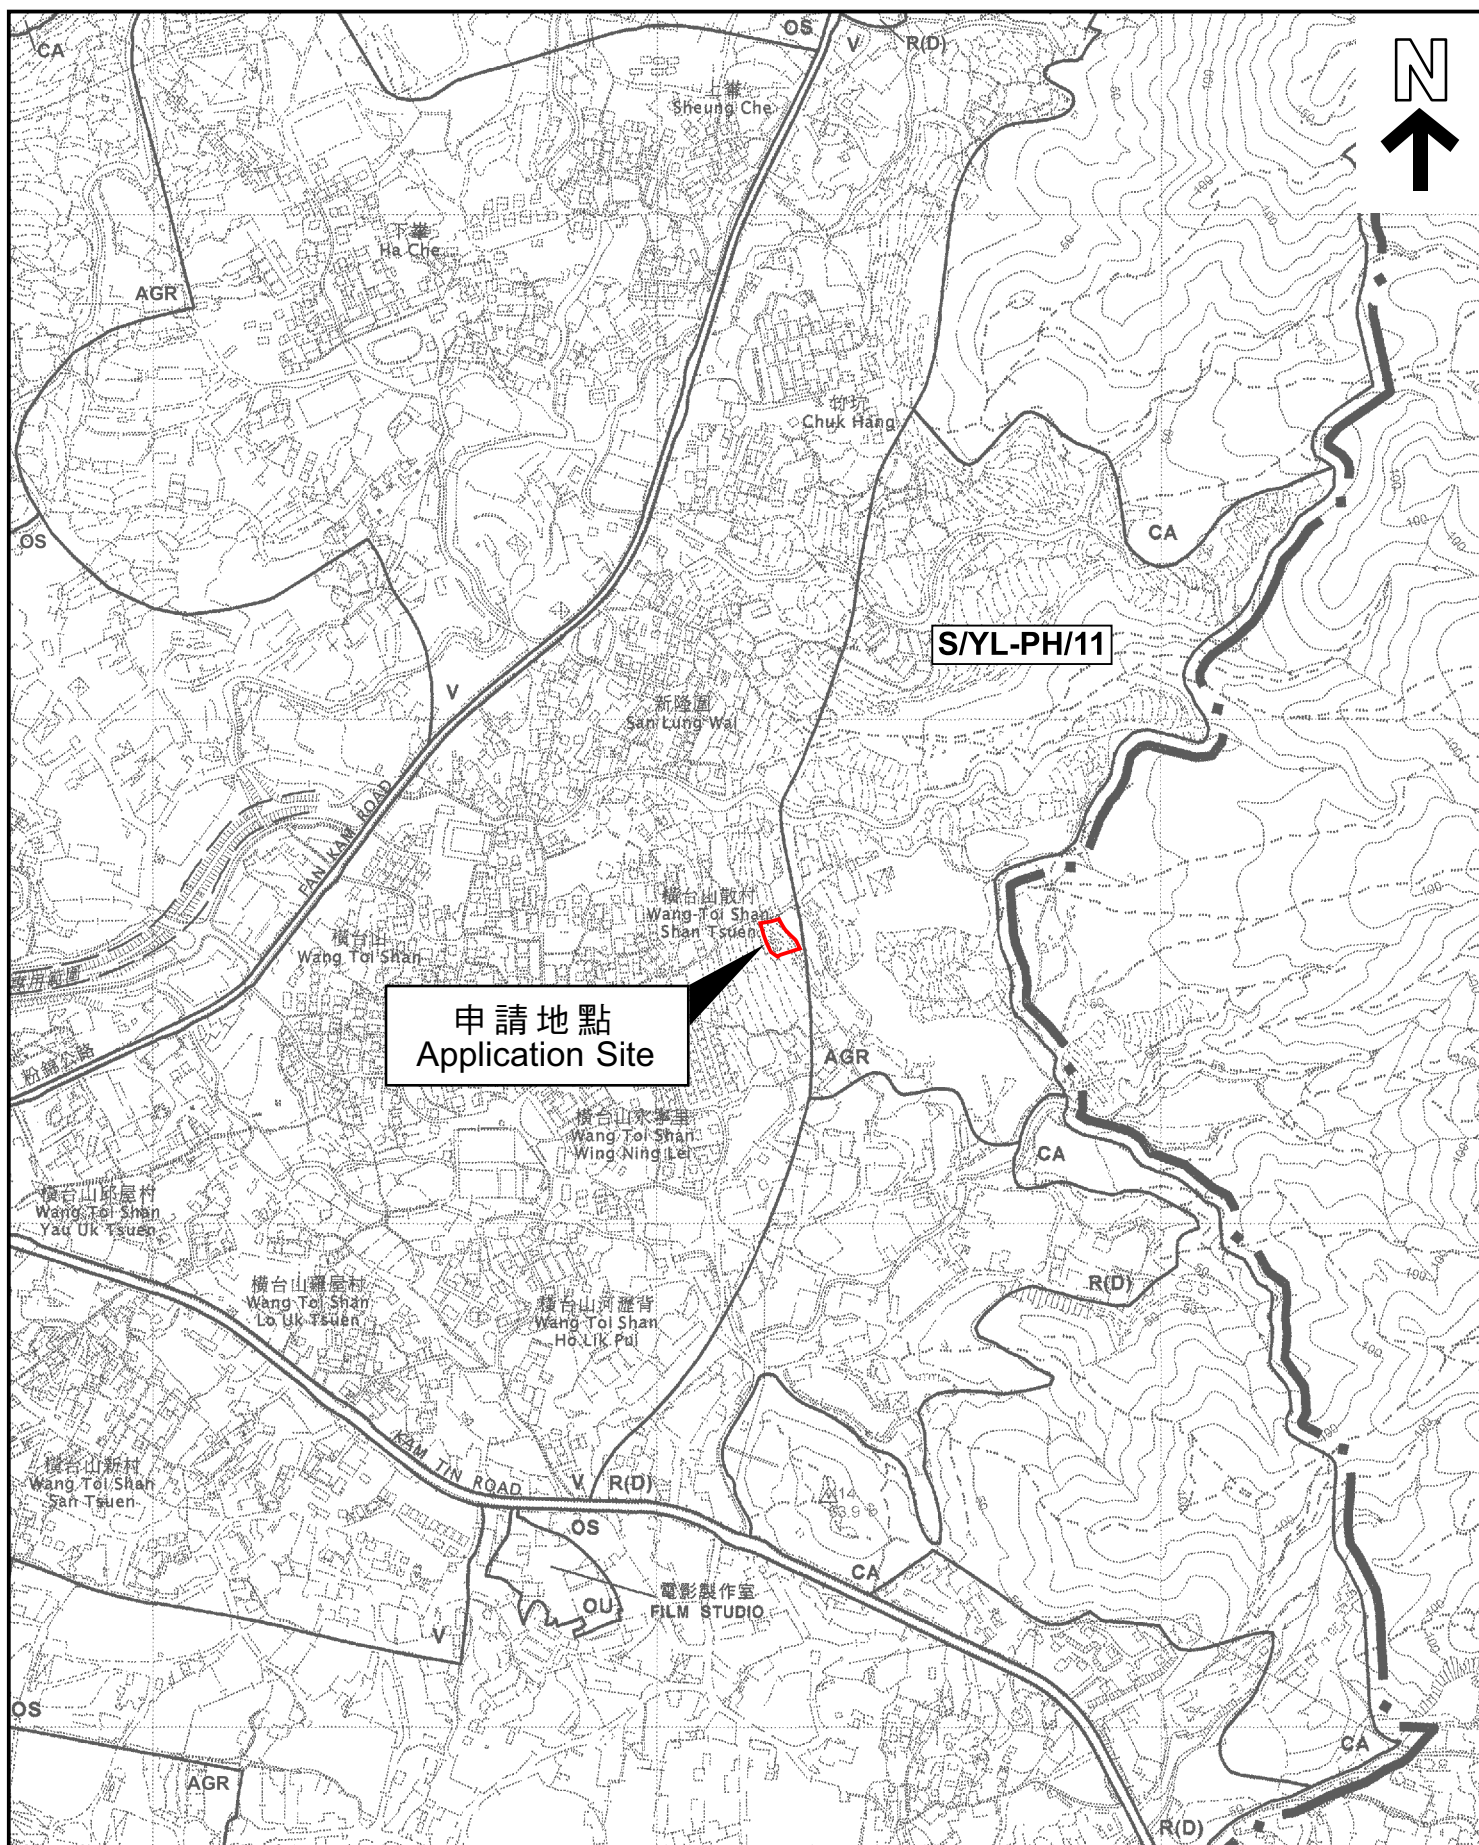 CA
OS
V
R(D)
N
上輋
Sheung Che
下輋
Ha Che
AGR
竹坑
Chuk Hang
OS
CA
S/YL-PH/11
V
新隆圍
San Lung Wai
FAN KAM ROAD
橫台山散村
Wang Toi Shan
Shan Tsuen
橫台山
Wang Toi Shan
申請地點
Application Site
粉錦公路
AGR
橫台山永寧里
Wang Toi Shan
Wing Ning Lei
CA
橫台山邱屋村
Wang Toi Shan
Yau Uk Tsuen
橫台山羅屋村
Wang Toi Shan
Lo Uk Tsuen
橫台山河瀝背
Wang Toi Shan
Ho Lik Pui
R(D)
橫台山新村
Wang Toi Shan
San Tsuen
KAM TIN ROAD
V
R(D)
OS
CA
電影製作室
FILM STUDIO
OU
V
OS
AGR
CA
R(D)